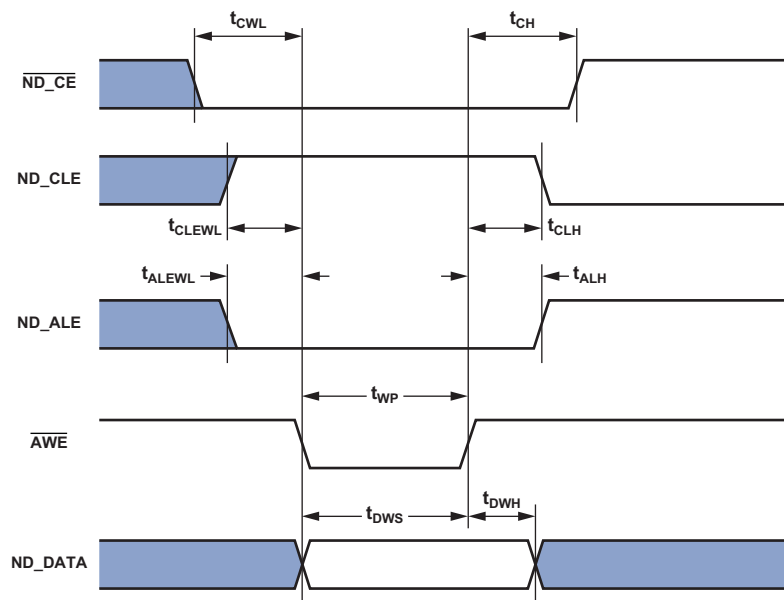 tCWL tCH
ND_CE
ND_CLE
tCLEWL tCLH
tALEWL tALH
ND_ALE
tWP
AWE
tDWS tDWH
ND_DATA